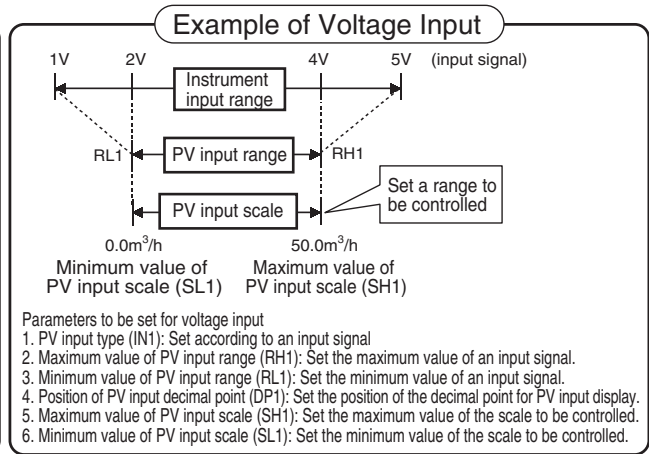 Example of Voltage Input
1V 2V 4V 5V (input signal)
Instrument
input range
RL1 PV input range RH1
Set a range to
be controlled
PV input scale
0.0m³/h 50.0m³/h
Minimum value of Maximum value of
PV input scale (SL1) PV input scale (SH1)
Parameters to be set for voltage input
1. PV input type (IN1): Set according to an input signal
2. Maximum value of PV input range (RH1): Set the maximum value of an input signal.
3. Minimum value of PV input range (RL1): Set the minimum value of an input signal.
4. Position of PV input decimal point (DP1): Set the position of the decimal point for PV input display.
5. Maximum value of PV input scale (SH1): Set the maximum value of the scale to be controlled.
6. Minimum value of PV input scale (SL1): Set the minimum value of the scale to be controlled.